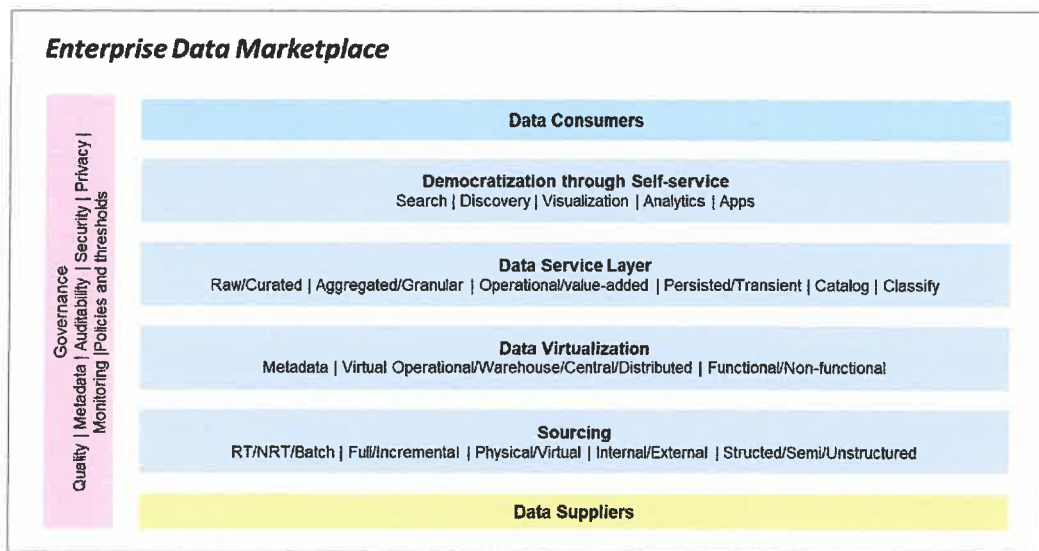 Enterprise Data Marketplace
Governance
Quality | Metadata | Auditability | Security | Privacy |
Monitoring |Policies and thresholds
Data Consumers
Democratization through Self-service
Search | Discovery | Visualization | Analytics | Apps
Data Service Layer
Raw/Curated | Aggregated/Granular | Operational/value-added | Persisted/Transient | Catalog | Classify
Data Virtualization
Metadata | Virtual Operational/Warehouse/Central/Distributed | Functional/Non-functional
Sourcing
RT/NRT/Batch | Full/Incremental | Physical/Virtual | Internal/External | Structed/Semi/Unstructured
Data Suppliers